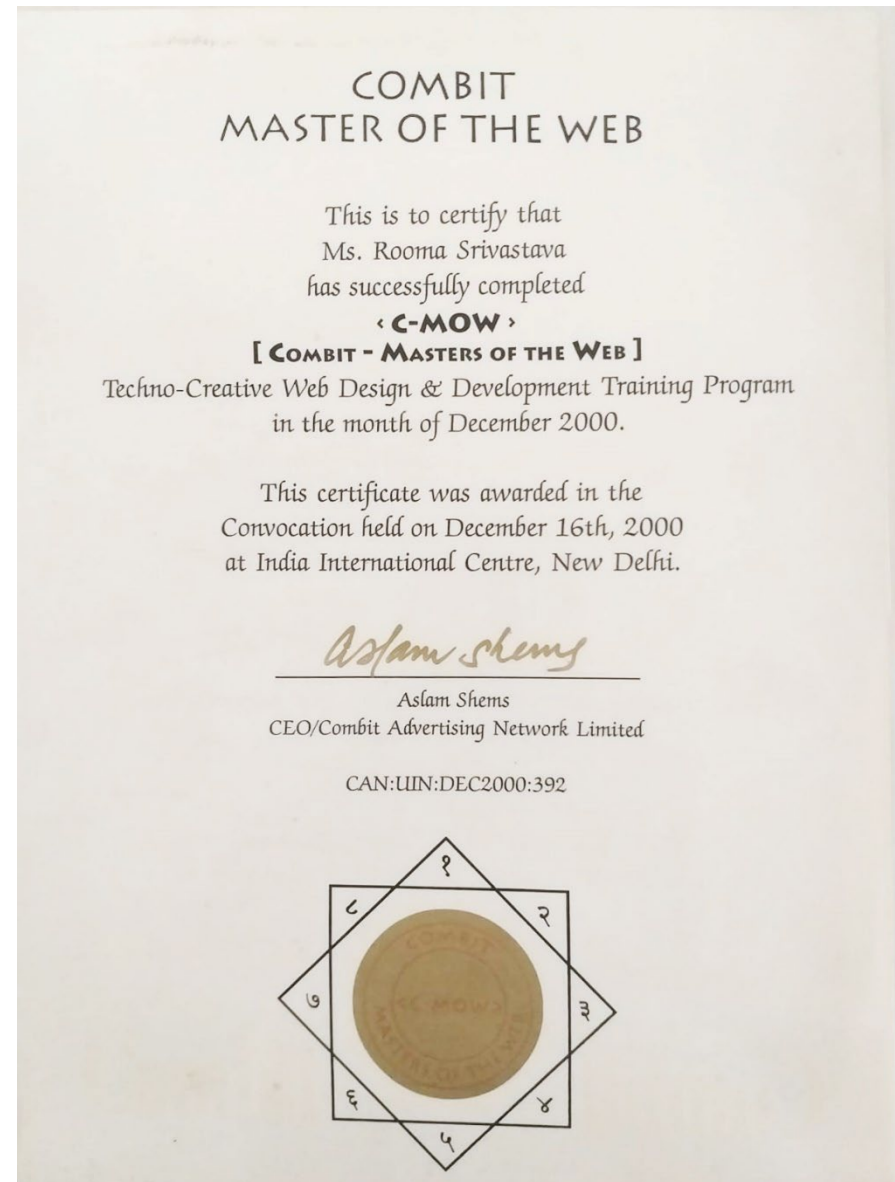 COMBIT
MASTER OF THE WEB
This is to certify that
Ms. Rooma Srivastava
has successfully completed
‹ C-MOW ›
[ COMBIT - MASTERS OF THE WEB ]
Techno-Creative Web Design & Development Training Program
in the month of December 2000.
This certificate was awarded in the
Convocation held on December 16th, 2000
at India International Centre, New Delhi.
Aslam Shems
Aslam Shems
CEO/Combit Advertising Network Limited
CAN:UIN:DEC2000:392
१
८
२
COMBIT
७
<C-MOW>
३
MASTERS OF THE WEB
६
४
५